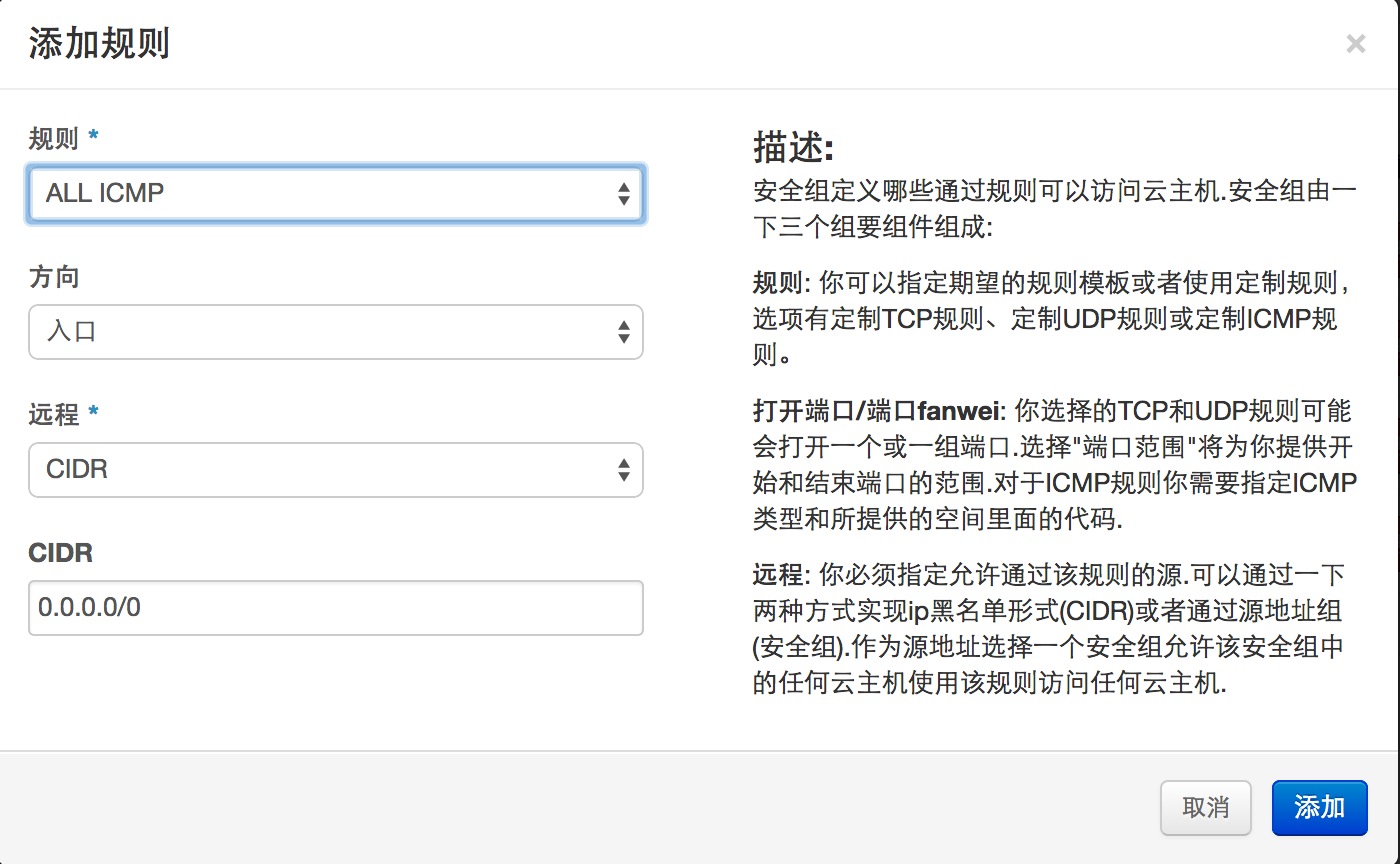 添加规则
×
规则 *
ALL ICMP
方向
入口
远程 *
CIDR
CIDR
0.0.0.0/0
描述:
安全组定义哪些通过规则可以访问云主机.安全组由一
下三个组要组件组成:
规则: 你可以指定期望的规则模板或者使用定制规则，
选项有定制TCP规则、定制UDP规则或定制ICMP规
则。
打开端口/端口fanwei: 你选择的TCP和UDP规则可能
会打开一个或一组端口.选择"端口范围"将为你提供开
始和结束端口的范围.对于ICMP规则你需要指定ICMP
类型和所提供的空间里面的代码.
远程: 你必须指定允许通过该规则的源.可以通过一下
两种方式实现ip黑名单形式(CIDR)或者通过源地址组
(安全组).作为源地址选择一个安全组允许该安全组中
的任何云主机使用该规则访问任何云主机.
取消
添加